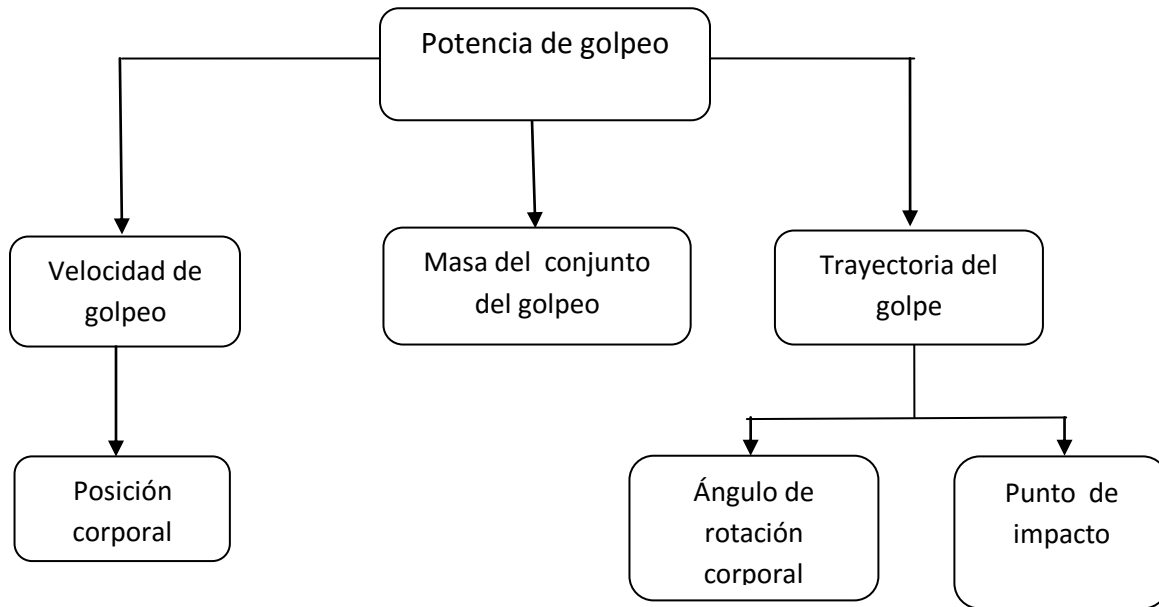 Potencia de golpeo
Velocidad de
golpeo
Masa del conjunto
del golpeo
Trayectoria del
golpe
Posición
corporal
Ángulo de
rotación
corporal
Punto de
impacto